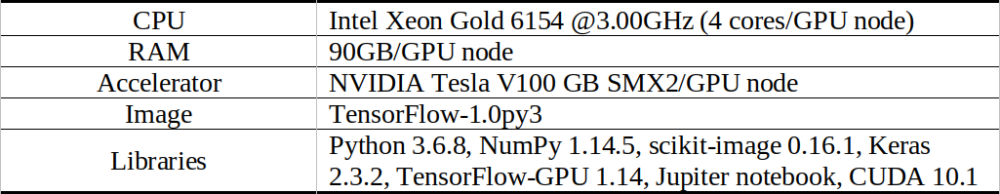 CPU Intel Xeon Gold 6154 @3.00GHz (4 cores/GPU node)
RAM 90GB/GPU node
Accelerator NVIDIA Tesla V100 GB SMX2/GPU node
Image TensorFlow-1.0py3
Libraries Python 3.6.8, NumPy 1.14.5, scikit-image 0.16.1, Keras
2.3.2, TensorFlow-GPU 1.14, Jupiter notebook, CUDA 10.1